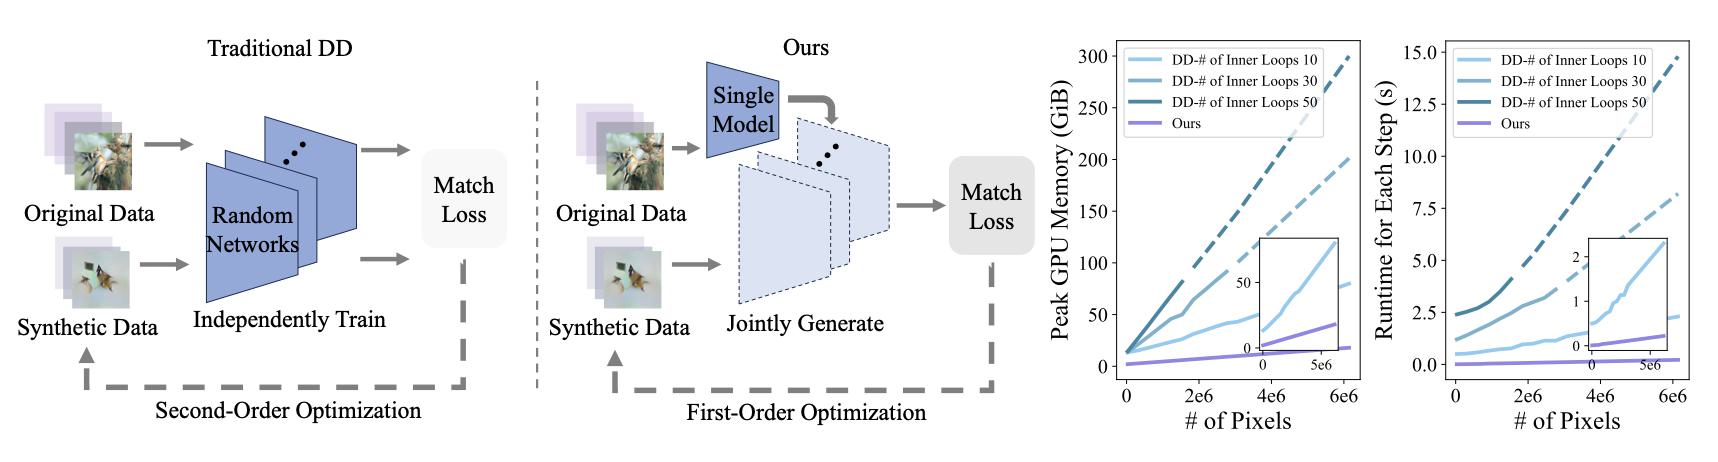 Traditional DD
Original Data
Random
Networks
Match
Loss
Synthetic Data
Independently Train
Second-Order Optimization
Ours
Single
Model
Original Data
Match
Loss
Synthetic Data
Jointly Generate
First-Order Optimization
Peak GPU Memory (GiB)
300
250
200
150
100
50
0
DD-# of Inner Loops 10
DD-# of Inner Loops 30
DD-# of Inner Loops 50
Ours
50
0
0 5e6
0 2e6 4e6 6e6
# of Pixels
Runtime for Each Step (s)
15.0
12.5
10.0
7.5
5.0
2.5
0.0
DD-# of Inner Loops 10
DD-# of Inner Loops 30
DD-# of Inner Loops 50
Ours
2
1
0
0 5e6
0 2e6 4e6 6e6
# of Pixels